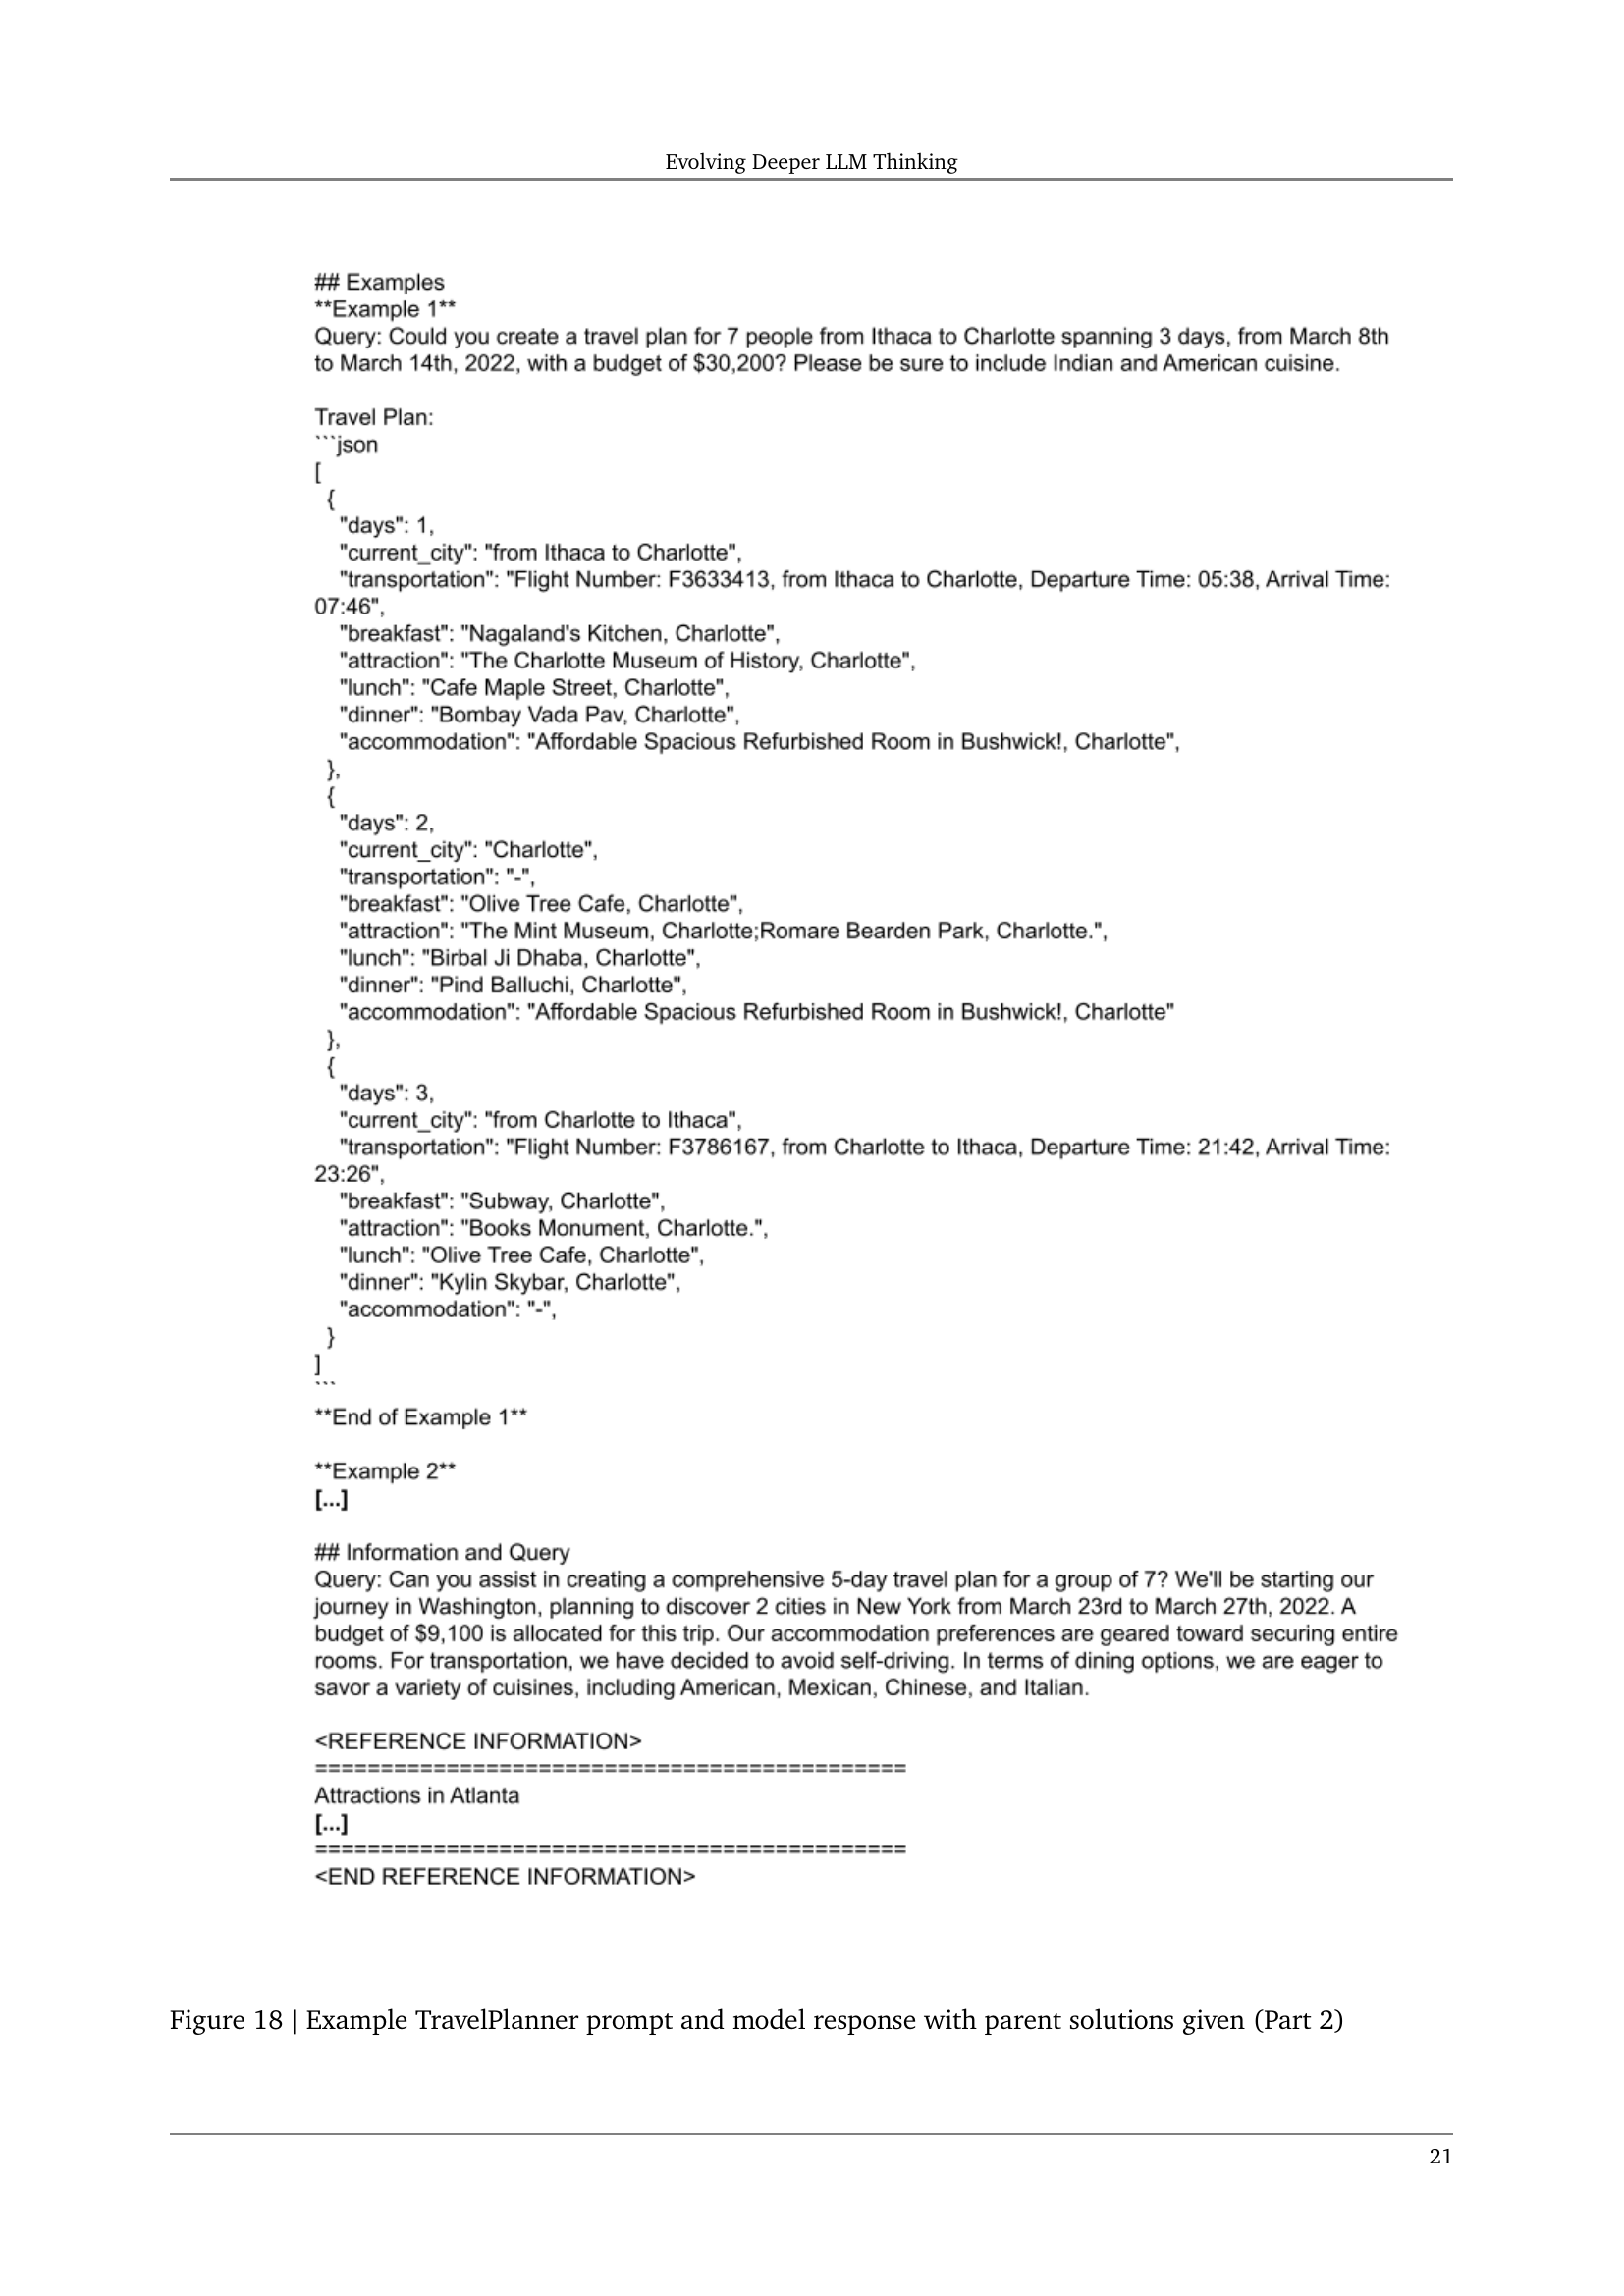 Evolving Deeper LLM Thinking
## Examples
**Example 1**
Query: Could you create a travel plan for 7 people from Ithaca to Charlotte spanning 3 days, from March 8th
to March 14th, 2022, with a budget of $30,200? Please be sure to include Indian and American cuisine.
Travel Plan:
```json
[
{
"days": 1,
"current_city": "from Ithaca to Charlotte",
"transportation": "Flight Number: F3633413, from Ithaca to Charlotte, Departure Time: 05:38, Arrival Time:
07:46",
"breakfast": "Nagaland's Kitchen, Charlotte",
"attraction": "The Charlotte Museum of History, Charlotte",
"lunch": "Cafe Maple Street, Charlotte",
"dinner": "Bombay Vada Pav, Charlotte",
"accommodation": "Affordable Spacious Refurbished Room in Bushwick!, Charlotte",
},
{
"days": 2,
"current_city": "Charlotte",
"transportation": "-",
"breakfast": "Olive Tree Cafe, Charlotte",
"attraction": "The Mint Museum, Charlotte;Romare Bearden Park, Charlotte.",
"lunch": "Birbal Ji Dhaba, Charlotte",
"dinner": "Pind Balluchi, Charlotte",
"accommodation": "Affordable Spacious Refurbished Room in Bushwick!, Charlotte"
},
{
"days": 3,
"current_city": "from Charlotte to Ithaca",
"transportation": "Flight Number: F3786167, from Charlotte to Ithaca, Departure Time: 21:42, Arrival Time:
23:26",
"breakfast": "Subway, Charlotte",
"attraction": "Books Monument, Charlotte.",
"lunch": "Olive Tree Cafe, Charlotte",
"dinner": "Kylin Skybar, Charlotte",
"accommodation": "-",
}
]
```
**End of Example 1**
**Example 2**
[...]
## Information and Query
Query: Can you assist in creating a comprehensive 5-day travel plan for a group of 7? We'll be starting our
journey in Washington, planning to discover 2 cities in New York from March 23rd to March 27th, 2022. A
budget of $9,100 is allocated for this trip. Our accommodation preferences are geared toward securing entire
rooms. For transportation, we have decided to avoid self-driving. In terms of dining options, we are eager to
savor a variety of cuisines, including American, Mexican, Chinese, and Italian.
<REFERENCE INFORMATION>
=============================================
Attractions in Atlanta
[...]
=============================================
<END REFERENCE INFORMATION>
Figure 18 | Example TravelPlanner prompt and model response with parent solutions given (Part 2)
21